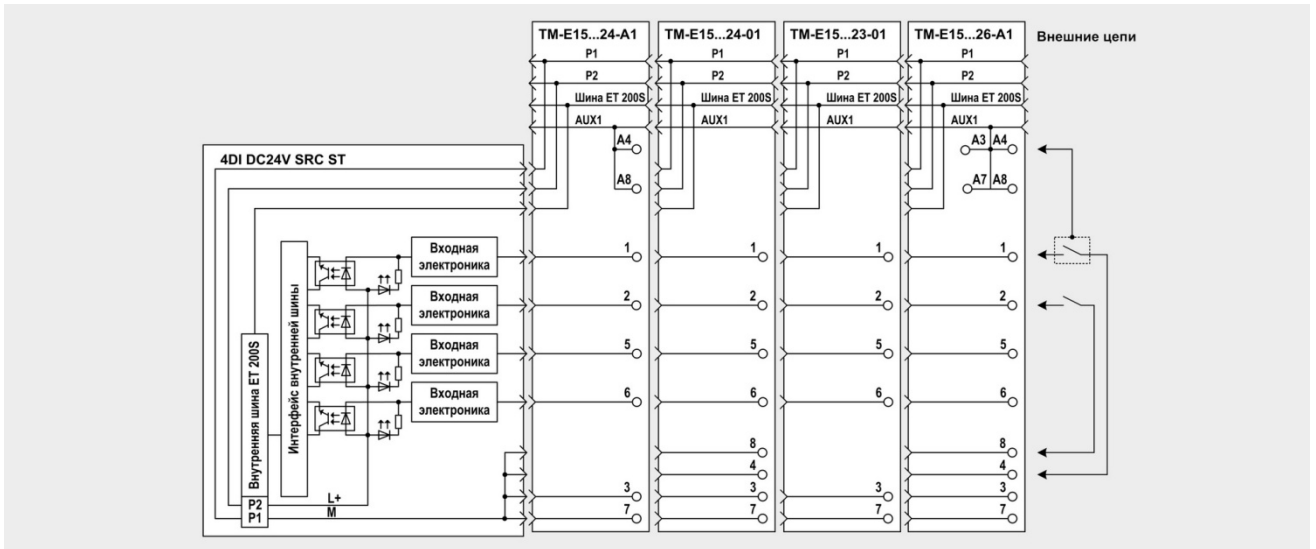 TM-E15...24-A1
TM-E15...24-01
TM-E15...23-01
TM-E15...26-A1
Внешние цепи
P1
P1
P1
P1
P2
P2
P2
P2
Шина ET 200S
Шина ET 200S
Шина ET 200S
Шина ET 200S
AUX1
AUX1
AUX1
AUX1
A4
A3 A4
A8
A7 A8
4DI DC24V SRC ST
Внутренняя шина ET 200S
Интерфейс внутренней шины
Входная
электроника
1
1
1
1
Входная
электроника
2
2
2
2
Входная
электроника
5
5
5
5
Входная
электроника
6
6
6
6
8
8
4
4
3
3
3
3
7
7
7
7
P2
P1
L+
M